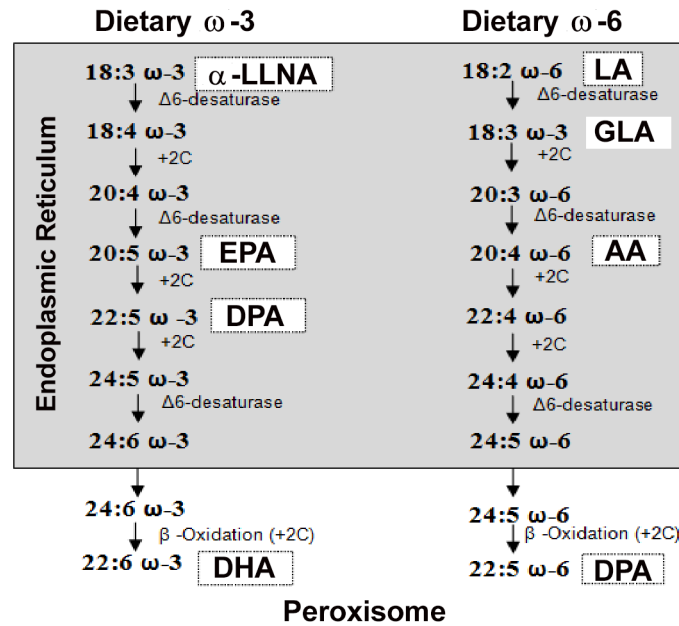 Dietary ω-3
Dietary ω-6
Endoplasmic Reticulum
18:3 ω-3 α-LLNA
Δ6-desaturase
18:4 ω-3
+2C
20:4 ω-3
Δ6-desaturase
20:5 ω-3 EPA
+2C
22:5 ω -3 DPA
+2C
24:5 ω-3
Δ6-desaturase
24:6 ω-3
24:6 ω-3
β -Oxidation (+2C)
22:6 ω-3 DHA
18:2 ω-6 LA
Δ6-desaturase
18:3 ω-3 GLA
+2C
20:3 ω-6
Δ6-desaturase
20:4 ω-6 AA
+2C
22:4 ω-6
+2C
24:4 ω-6
Δ6-desaturase
24:5 ω-6
24:5 ω-6
β -Oxidation (+2C)
22:5 ω-6 DPA
Peroxisome